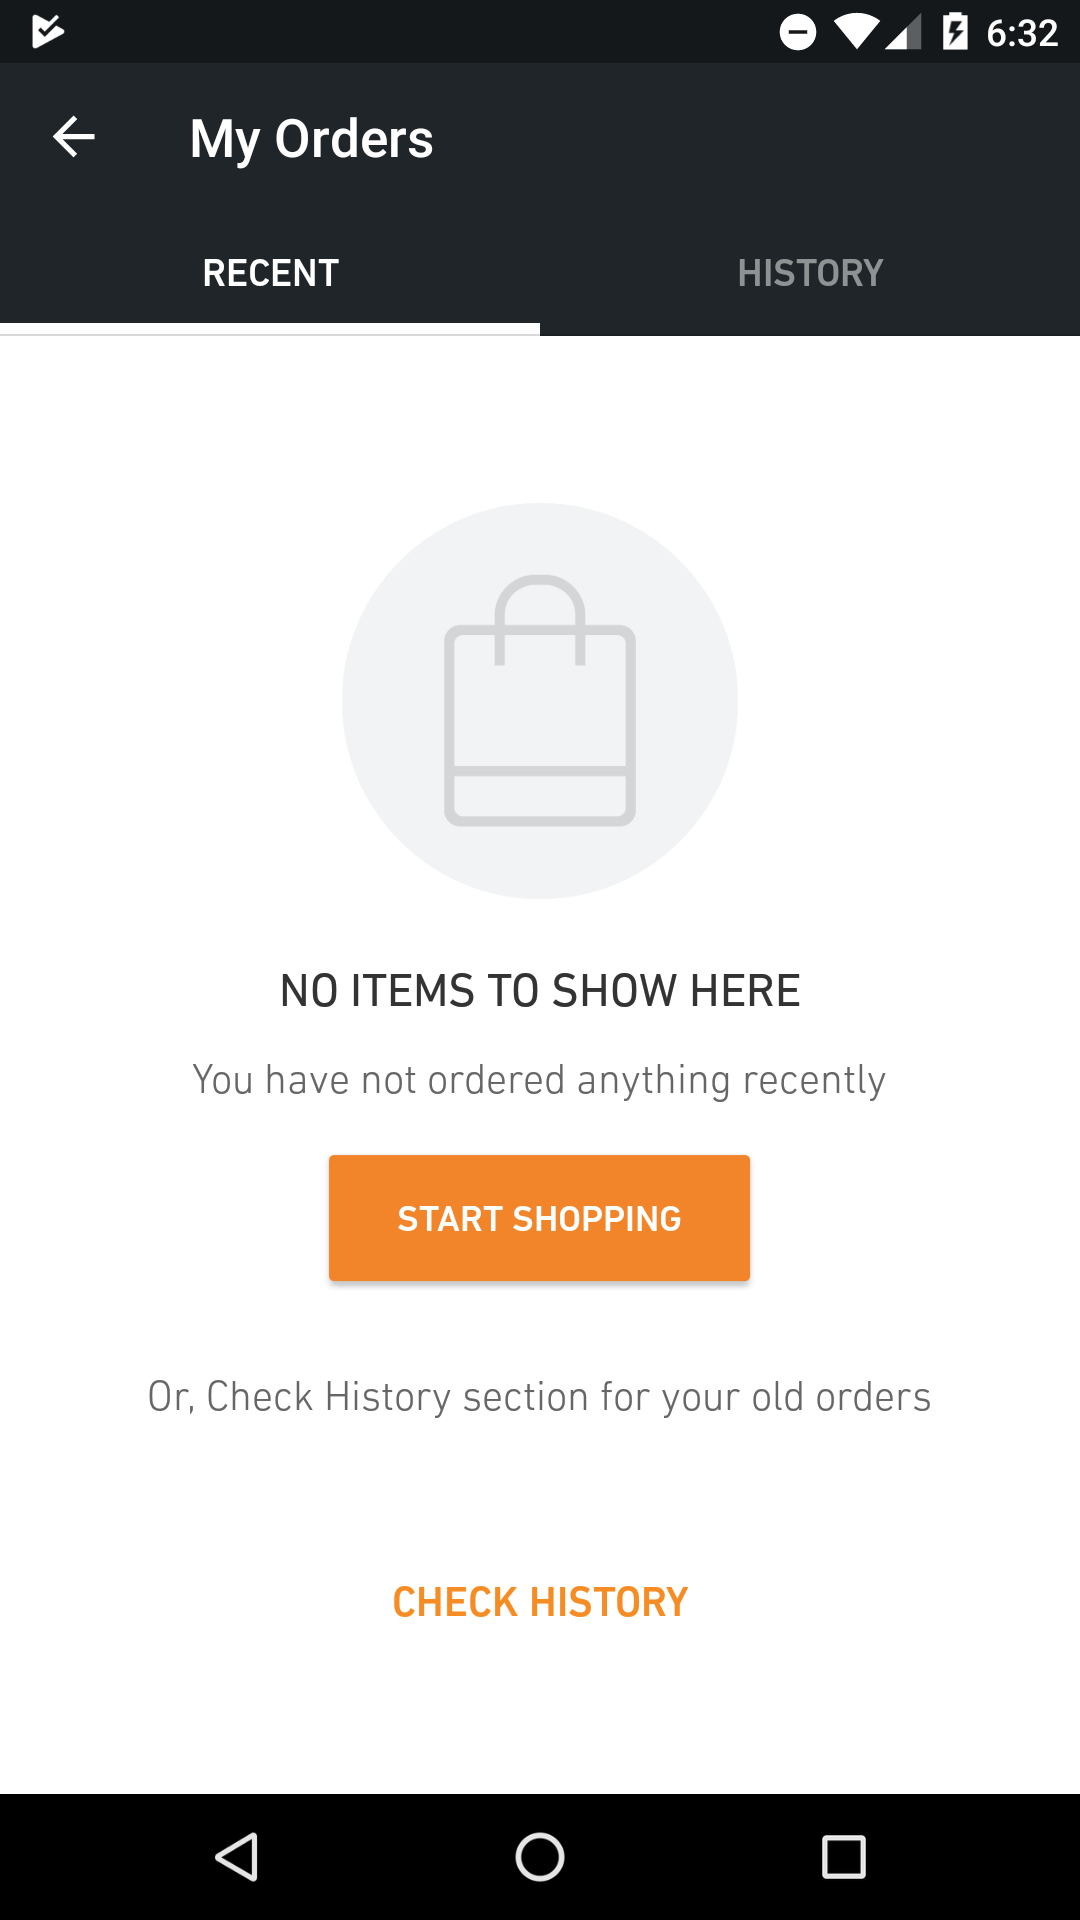 6:32
My Orders
RECENT
HISTORY
NO ITEMS TO SHOW HERE
You have not ordered anything recently
START SHOPPING
Or, Check History section for your old orders
CHECK HISTORY